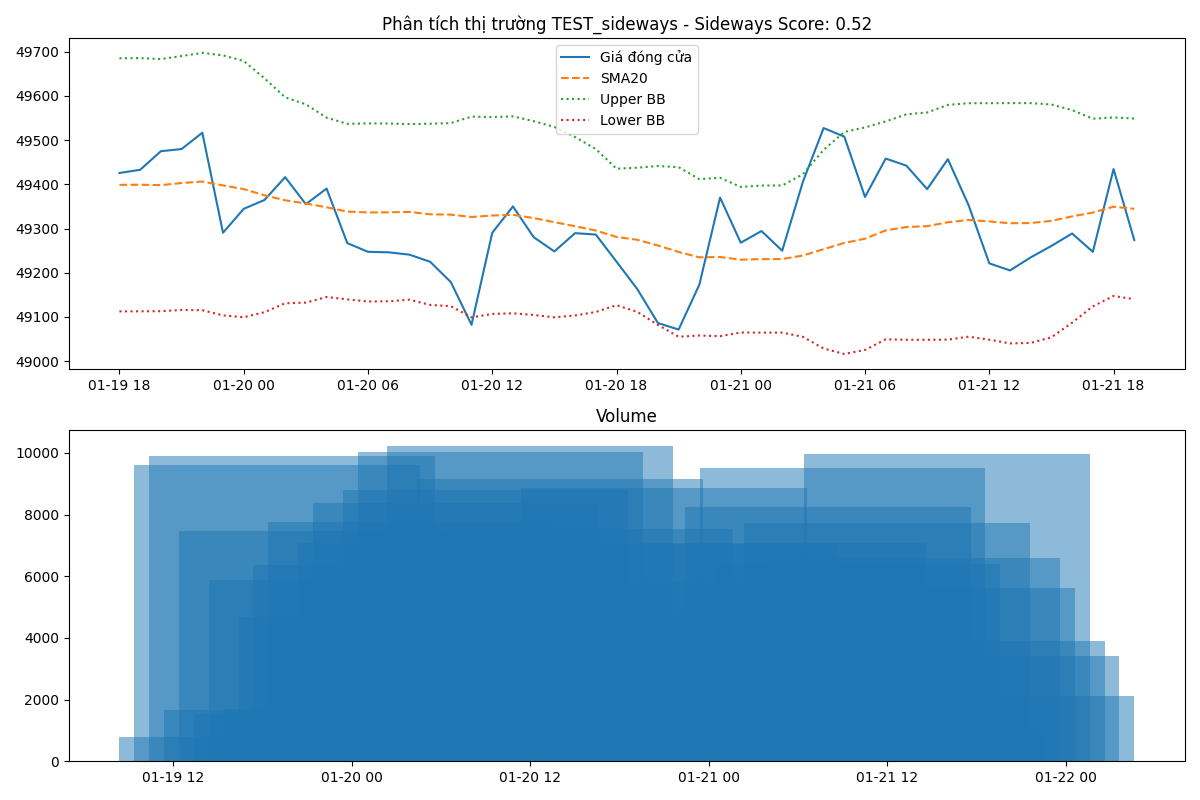 Phân tích thị trường TEST_sideways - Sideways Score: 0.52
49700
49600
49500
49400
49300
49200
49100
49000
Giá đóng cửa
SMA20
Upper BB
Lower BB
01-19 18 01-20 00 01-20 06 01-20 12 01-20 18 01-21 00 01-21 06 01-21 12 01-21 18
Volume
10000
8000
6000
4000
2000
0
01-19 12 01-20 00 01-20 12 01-21 00 01-21 12 01-22 00